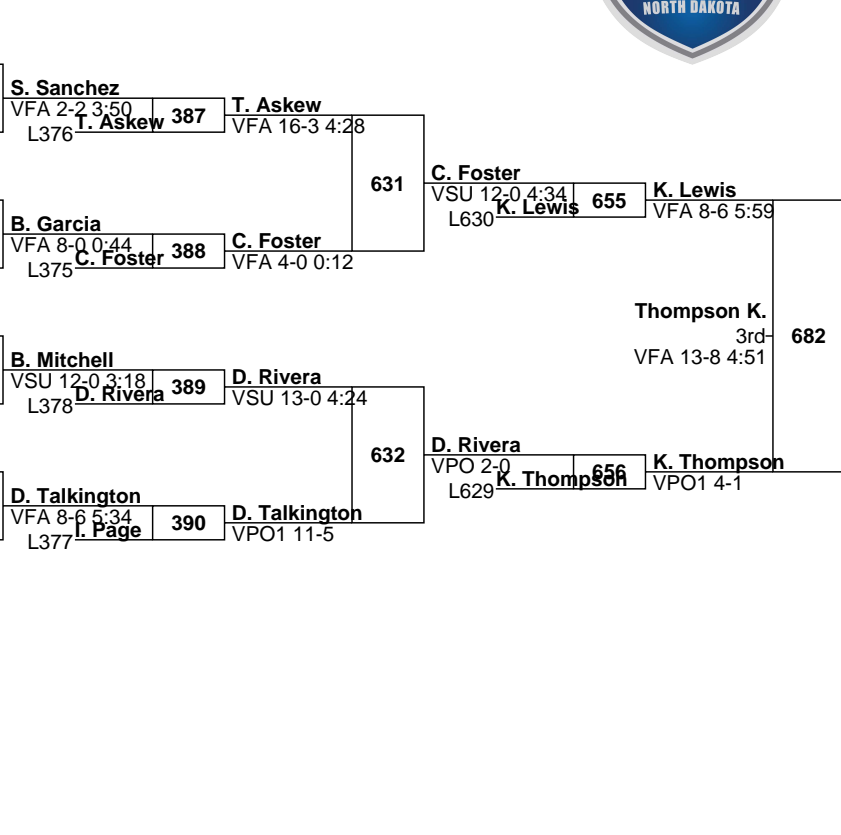 NORTH DAKOTA
S. Sanchez
VFA 2-2 3:50
L376
T. Askew
387
T. Askew
VFA 16-3 4:28
631
C. Foster
VSU 12-0 4:34
L630
K. Lewis
655
K. Lewis
VFA 8-6 5:59
B. Garcia
VFA 8-0 0:44
L375
C. Foster
388
C. Foster
VFA 4-0 0:12
Thompson K.
3rd
VFA 13-8 4:51
682
B. Mitchell
VSU 12-0 3:18
L378
D. Rivera
389
D. Rivera
VSU 13-0 4:24
632
D. Rivera
VPO 2-0
L629
K. Thompson
656
K. Thompson
VPO1 4-1
D. Talkington
VFA 8-6 5:34
L377
I. Page
390
D. Talkington
VPO1 11-5